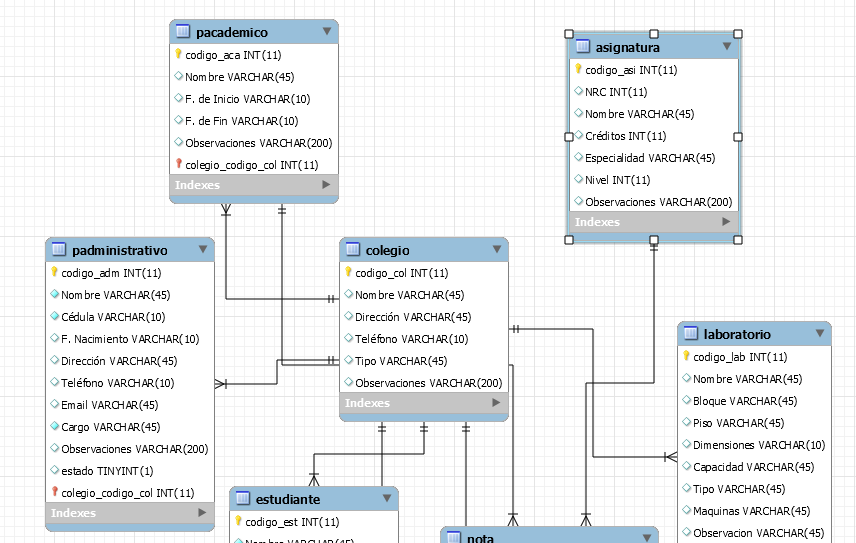 pacademico
codigo_aca INT(11)
Nombre VARCHAR(45)
F. de Inicio VARCHAR(10)
F. de Fin VARCHAR(10)
Observaciones VARCHAR(200)
colegio_codigo_col INT(11)
Indexes
asignatura
codigo_asi INT(11)
NRC INT(11)
Nombre VARCHAR(45)
Créditos INT(11)
Especialidad VARCHAR(45)
Nivel INT(11)
Observaciones VARCHAR(200)
Indexes
padministrativo
codigo_adm INT(11)
Nombre VARCHAR(45)
Cédula VARCHAR(10)
F. Nacimiento VARCHAR(10)
Dirección VARCHAR(45)
Teléfono VARCHAR(10)
Email VARCHAR(45)
Cargo VARCHAR(45)
Observaciones VARCHAR(200)
estado TINYINT(1)
colegio_codigo_col INT(11)
Indexes
colegio
codigo_col INT(11)
Nombre VARCHAR(45)
Dirección VARCHAR(45)
Teléfono VARCHAR(10)
Tipo VARCHAR(45)
Observaciones VARCHAR(200)
Indexes
laboratorio
codigo_lab INT(11)
Nombre VARCHAR(45)
Bloque VARCHAR(45)
Piso VARCHAR(45)
Dimensiones VARCHAR(10)
Capacidad VARCHAR(45)
Tipo VARCHAR(45)
Maquinas VARCHAR(45)
Observacion VARCHAR(45)
estudiante
codigo_est INT(11)
Nombre VARCHAR(45)
nota